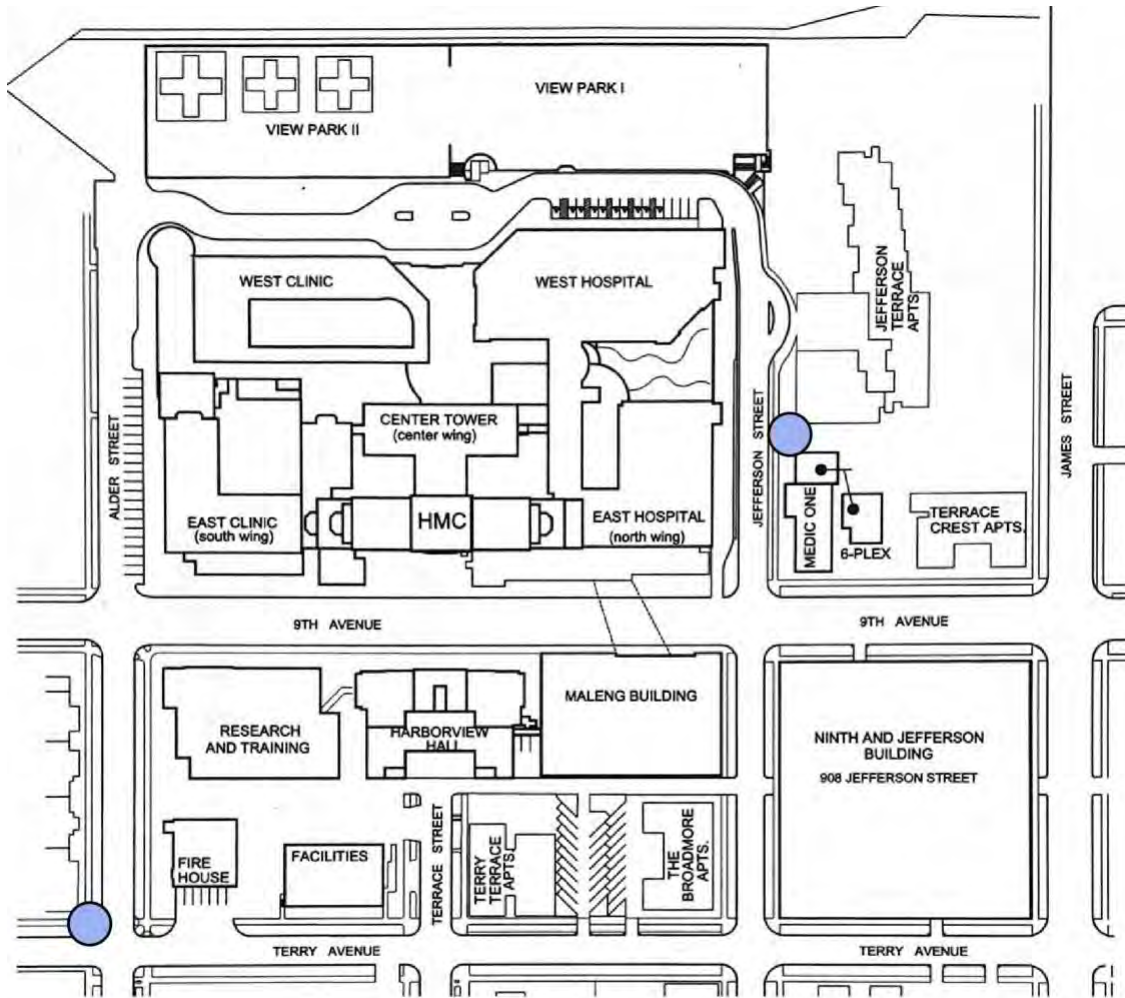 VIEW PARK I
VIEW PARK II
WEST CLINIC
WEST HOSPITAL
JEFFERSON
TERRACE
APTS.
CENTER TOWER
(center wing)
ALDER STREET
JEFFERSON STREET
JAMES STREET
EAST CLINIC
(south wing)
HMC
EAST HOSPITAL
(north wing)
MEDIC ONE
6-PLEX
TERRACE
CREST APTS.
9TH AVENUE
9TH AVENUE
RESEARCH
AND TRAINING
HARBORVIEW
HALL
MALENG BUILDING
NINTH AND JEFFERSON
BUILDING
908 JEFFERSON STREET
FIRE
HOUSE
FACILITIES
TERRACE STREET
TERRY
TERRACE
APTS.
THE
BROADMORE
APTS.
TERRY AVENUE
TERRY AVENUE